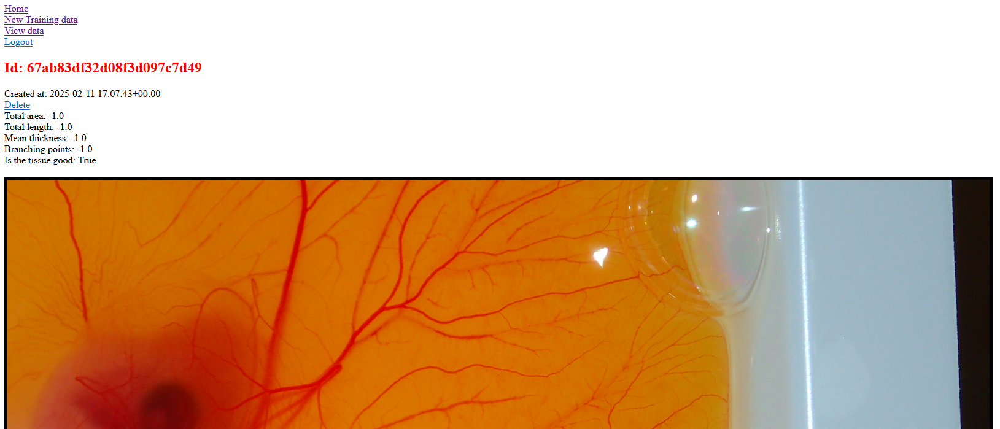 Home
New Training data
View data
Logout
Id: 67ab83df32d08f3d097c7d49
Created at: 2025-02-11 17:07:43+00:00
Delete
Total area: -1.0
Total length: -1.0
Mean thickness: -1.0
Branching points: -1.0
Is the tissue good: True